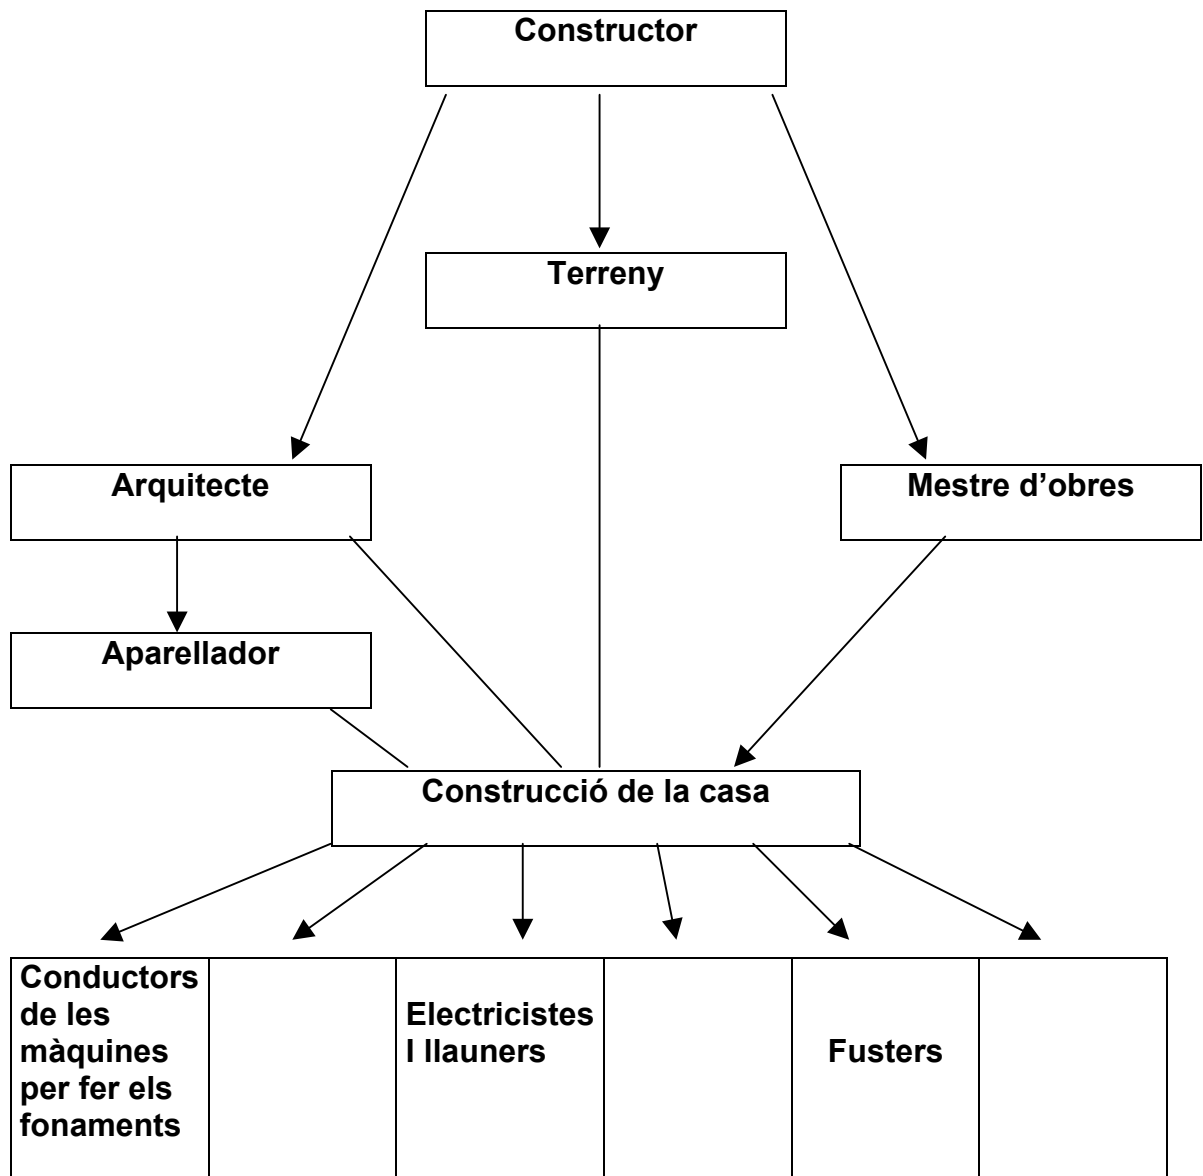 Constructor
Terreny
Arquitecte
Mestre d’obres
Aparellador
Construcció de la casa
Conductors
de les
màquines
per fer els
fonaments
Electricistes
I llauners
Fusters